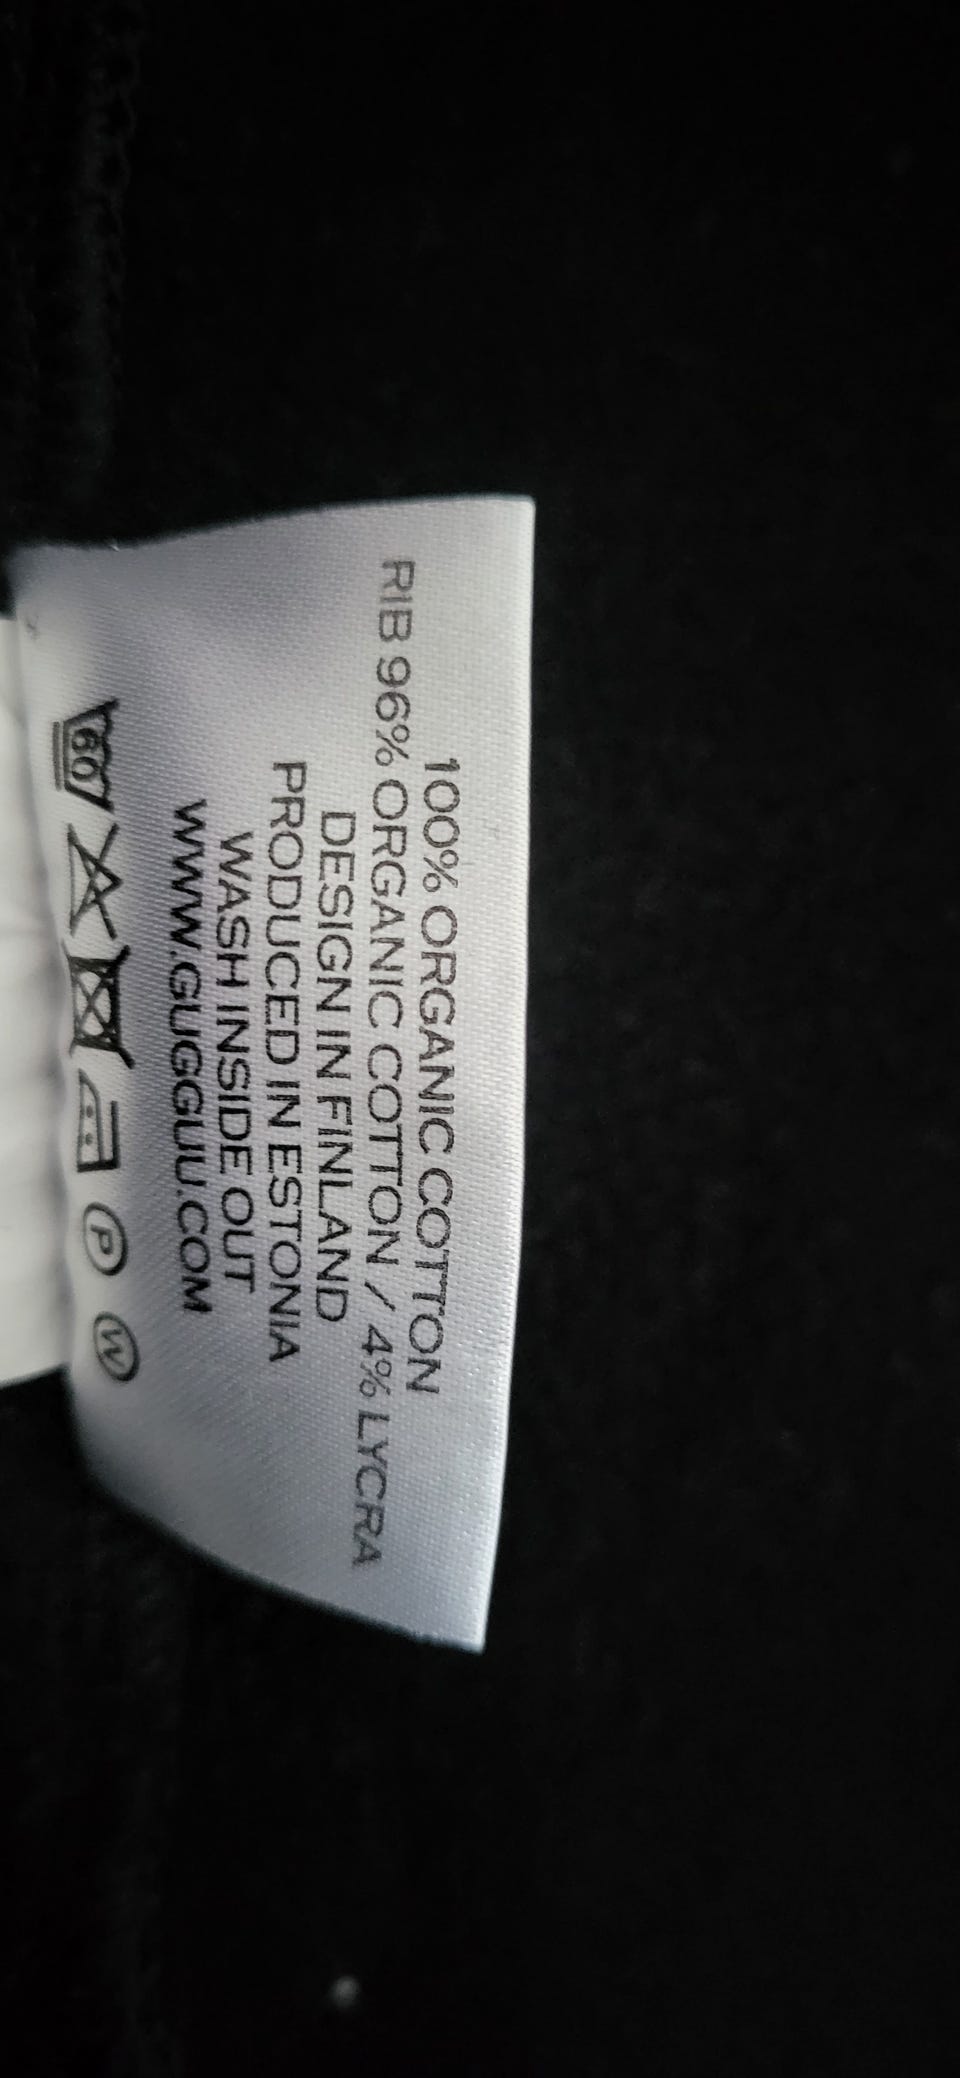 100% ORGANIC COTTON
RIB 96% ORGANIC COTTON / 4% LYCRA
DESIGN IN FINLAND
PRODUCED IN ESTONIA
WASH INSIDE OUT
WWW.GUGGUU.COM
60 P W